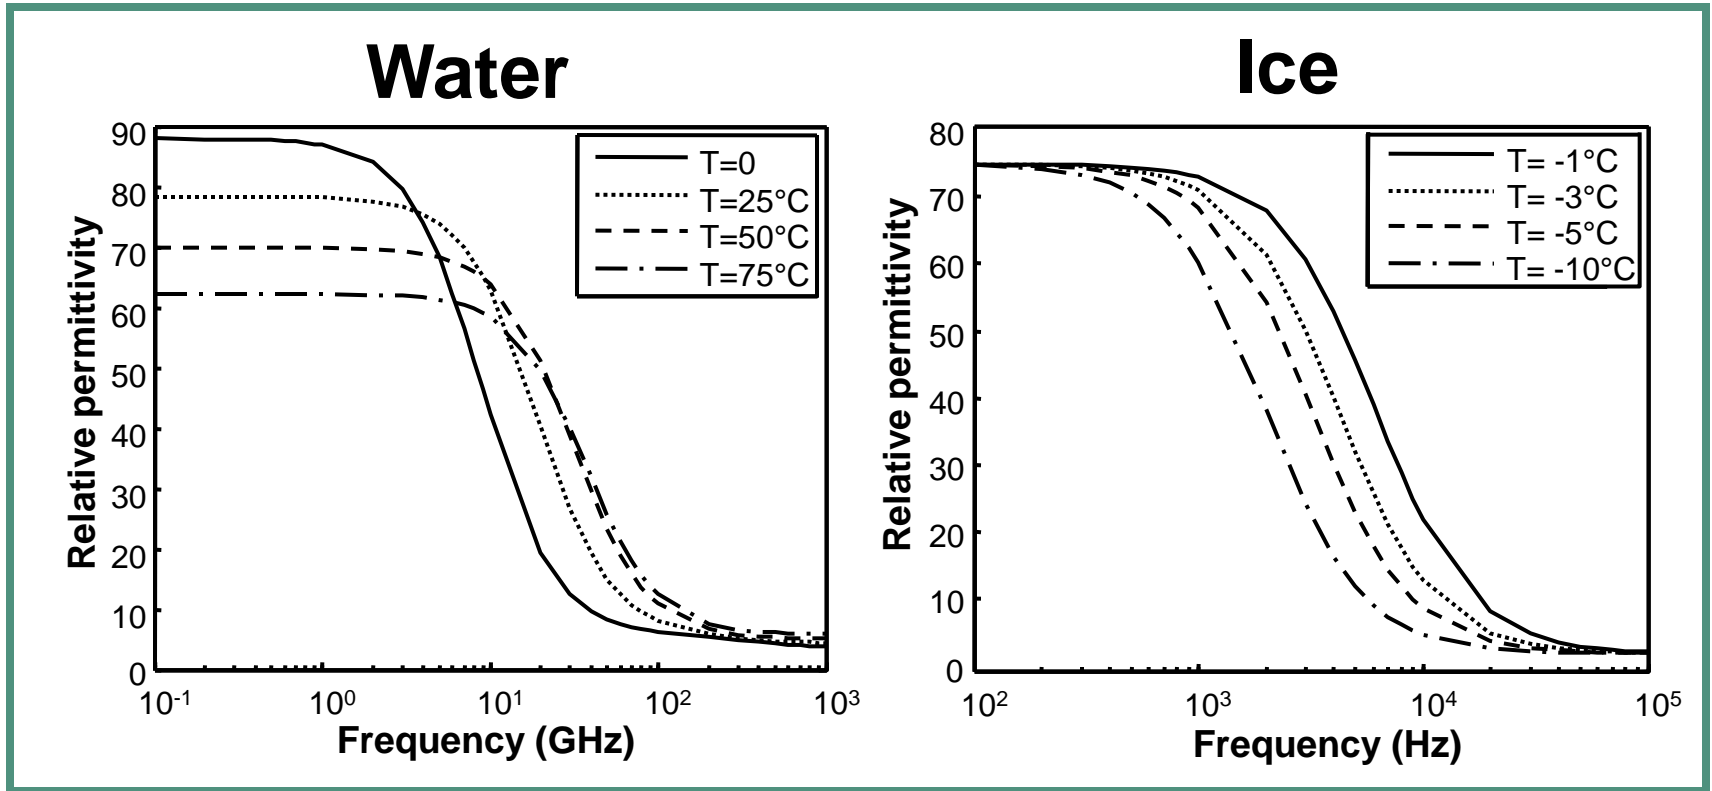 Water
90
80
70
60
50
40
30
20
10
0
Relative permittivity
T=0
T=25°C
T=50°C
T=75°C
10-1
100
101
102
103
Frequency (GHz)
Ice
80
70
60
50
40
30
20
10
0
Relative permittivity
T= -1°C
T= -3°C
T= -5°C
T= -10°C
102
103
104
105
Frequency (Hz)